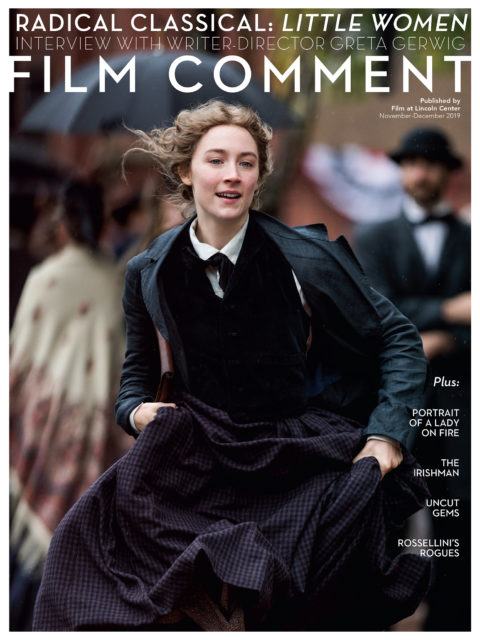 RADICAL CLASSICAL: LITTLE WOMEN
INTERVIEW WITH WRITER-DIRECTOR GRETA GERWIG
FILM COMMENT
Published by
Film at Lincoln Center
November-December 2019
Plus:
PORTRAIT
OF A LADY
ON FIRE
THE
IRISHMAN
UNCUT
GEMS
ROSSELLINI'S
ROGUES